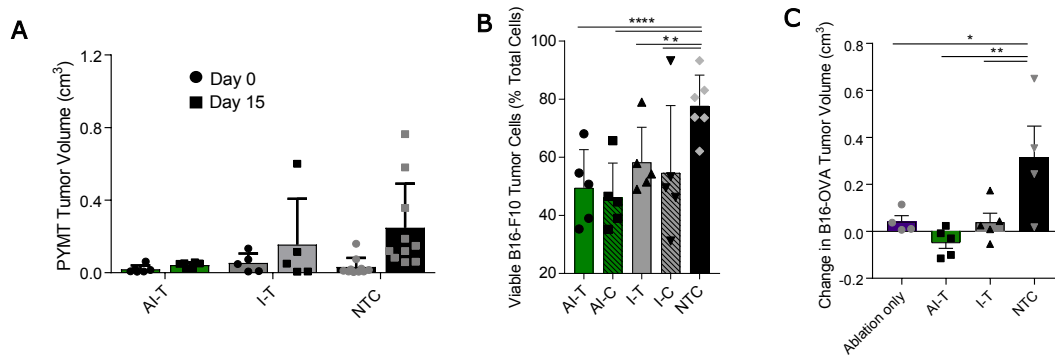 A
PYMT Tumor Volume (cm3)
1.2
0.8
0.4
0.0
Day 0
Day 15
AI-T
I-T
NTC
B
Viable B16-F10 Tumor Cells (% Total Cells)
100
80
60
40
20
****
**
AI-T
AI-C
I-T
I-C
NTC
C
Change in B16-OVA Tumor Volume (cm3)
0.8
0.6
0.4
0.2
0.0
-0.2
*
**
Ablation only
AI-T
I-T
NTC